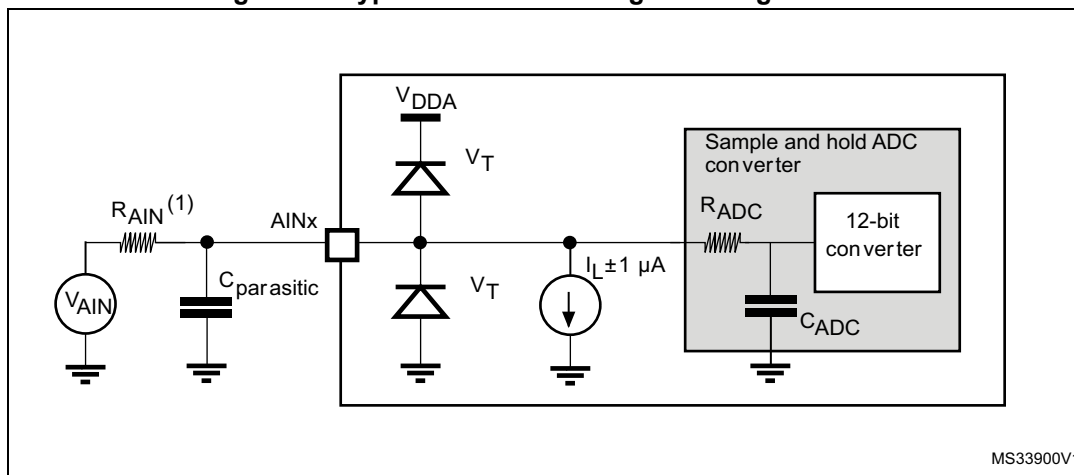 V_DDA
V_T
Sample and hold ADC
converter
R_AIN (1)
AINx
R_ADC
12-bit
converter
I_L±1 µA
C_parasitic
V_T
V_AIN
C_ADC